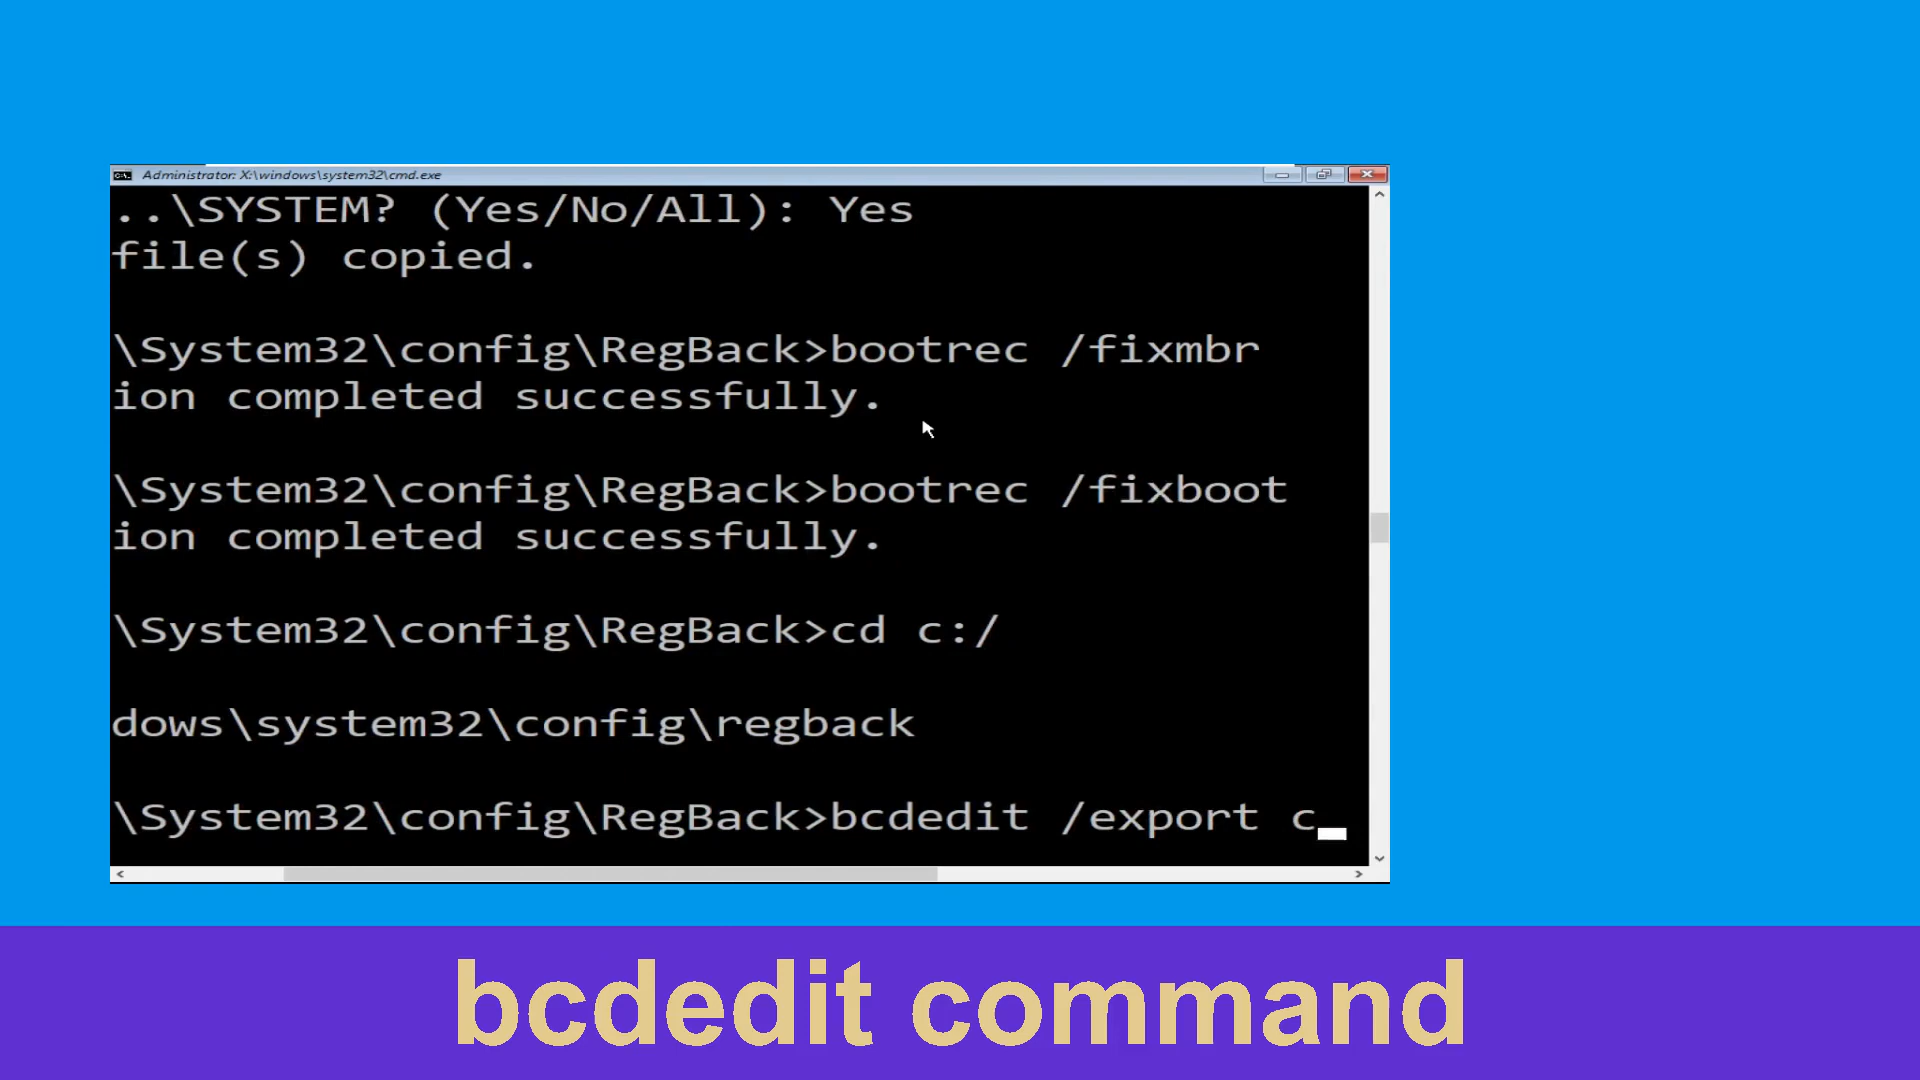 Administrator: X:\windows\system32\cmd.exe
..\SYSTEM? (Yes/No/All): Yes
file(s) copied.
\System32\config\RegBack>bootrec /fixmbr
ion completed successfully.
\System32\config\RegBack>bootrec /fixboot
ion completed successfully.
\System32\config\RegBack>cd c:/
dows\system32\config\regback
\System32\config\RegBack>bcdedit /export c
bcdedit command